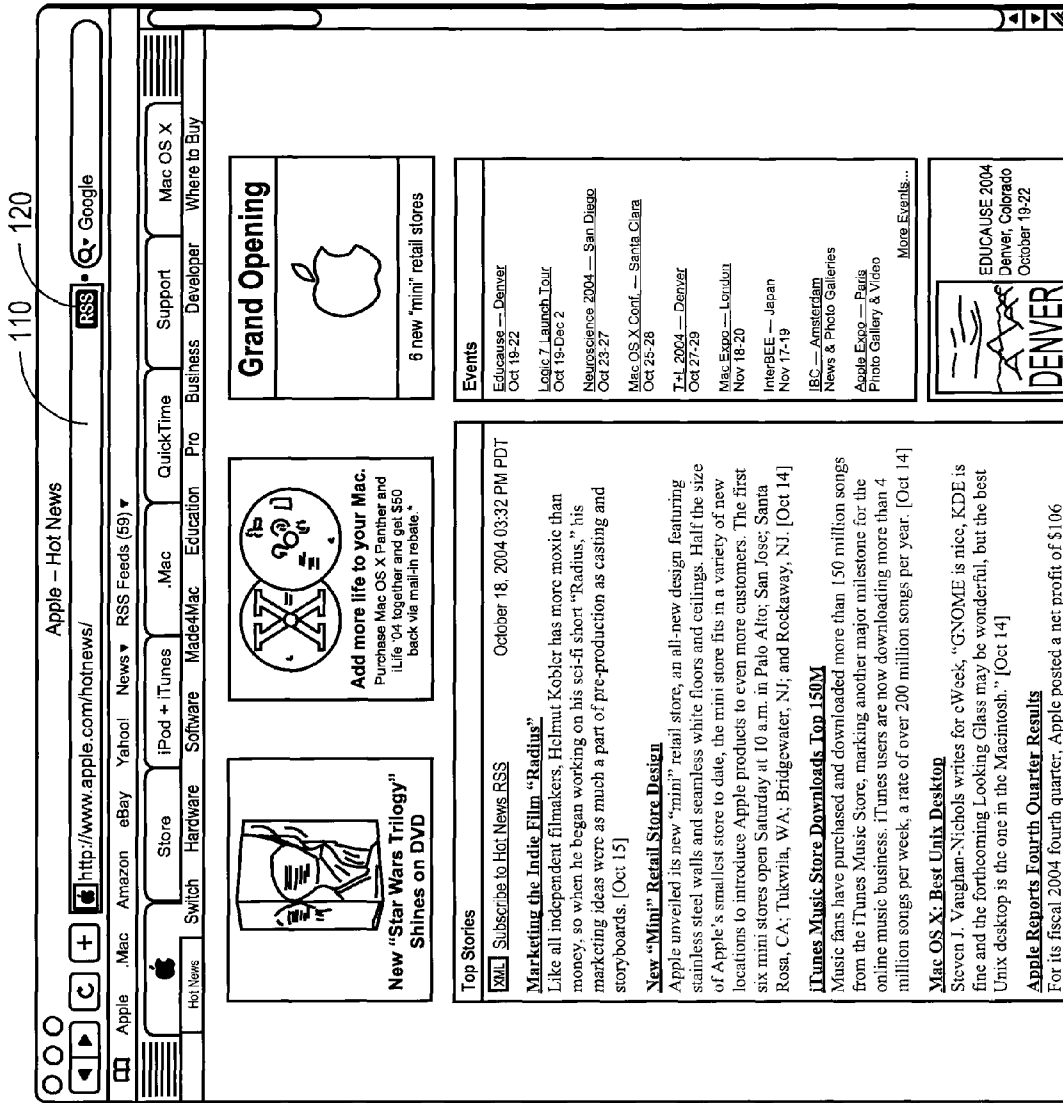 110
120
Apple – Hot News
http://www.apple.com/hotnews/
RSS
Google
Apple .Mac Amazon eBay Yahoo! News ▼ RSS Feeds (59) ▼
Store
iPod + iTunes
.Mac
QuickTime
Support
Mac OS X
Hot News
Switch
Hardware
Software
Made4Mac
Education
Pro
Business
Developer
Where to Buy
New “Star Wars Trilogy”
Shines on DVD
X
Add more life to your Mac.
Purchase Mac OS X Panther and
iLife '04 together and get $50
back via mail-in rebate.*
Grand Opening
6 new “mini” retail stores
Top Stories
XML Subscribe to Hot News RSS October 18, 2004 03:32 PM PDT
Marketing the Indie Film “Radius”
Like all independent filmakers, Helmut Kobler has more moxie than
money, so when he began working on his sci-fi short “Radius,” his
marketing ideas were as much a part of pre-production as casting and
storyboards. [Oct 15]
New “Mini” Retail Store Design
Apple unveiled its new “mini” retail store, an all-new design featuring
stainless steel walls and seamless white floors and ceilings. Half the size
of Apple's smallest store to date, the mini store fits in a variety of new
locations to introduce Apple products to even more customers. The first
six mini stores open Saturday at 10 a.m. in Palo Alto; San Jose; Santa
Rosa, CA; Tukwila, WA; Bridgewater, NJ; and Rockaway, NJ. [Oct 14]
iTunes Music Store Downloads Top 150M
Music fans have purchased and downloaded more than 150 million songs
from the iTunes Music Store, marking another major milestone for the
online music business. iTunes users are now downloading more than 4
million songs per week, a rate of over 200 million songs per year. [Oct 14]
Mac OS X: Best Unix Desktop
Steven J. Vaughan-Nichols writes for eWeek, “GNOME is nice, KDE is
fine and the forthcoming Looking Glass may be wonderful, but the best
Unix desktop is the one in the Macintosh.” [Oct 14]
Apple Reports Fourth Quarter Results
For its fiscal 2004 fourth quarter, Apple posted a net profit of $106
Events
Educause — Denver
Oct 19-22
Logic 7 Launch Tour
Oct 19-Dec 2
Neuroscience 2004 — San Diego
Oct 23-27
Mac OS X Conf. — Santa Clara
Oct 25-28
T+L 2004 — Denver
Oct 27-29
Mac Expo — London
Nov 18-20
InterBEE — Japan
Nov 17-19
IBC — Amsterdam
News & Photo Galleries
Apple Expo — Paris
Photo Gallery & Video
More Events...
DENVER
EDUCAUSE 2004
Denver, Colorado
October 19-22